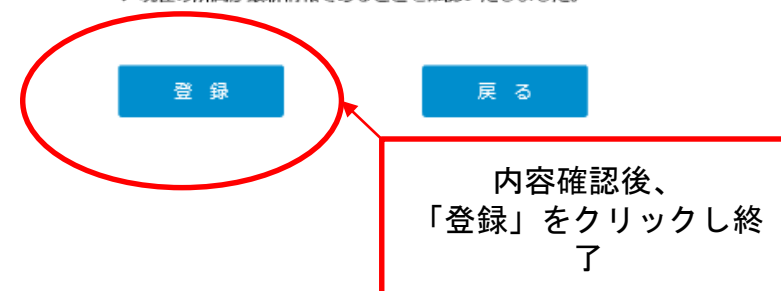 登 録
戻 る
内容確認後、
「登録」をクリックし終
了